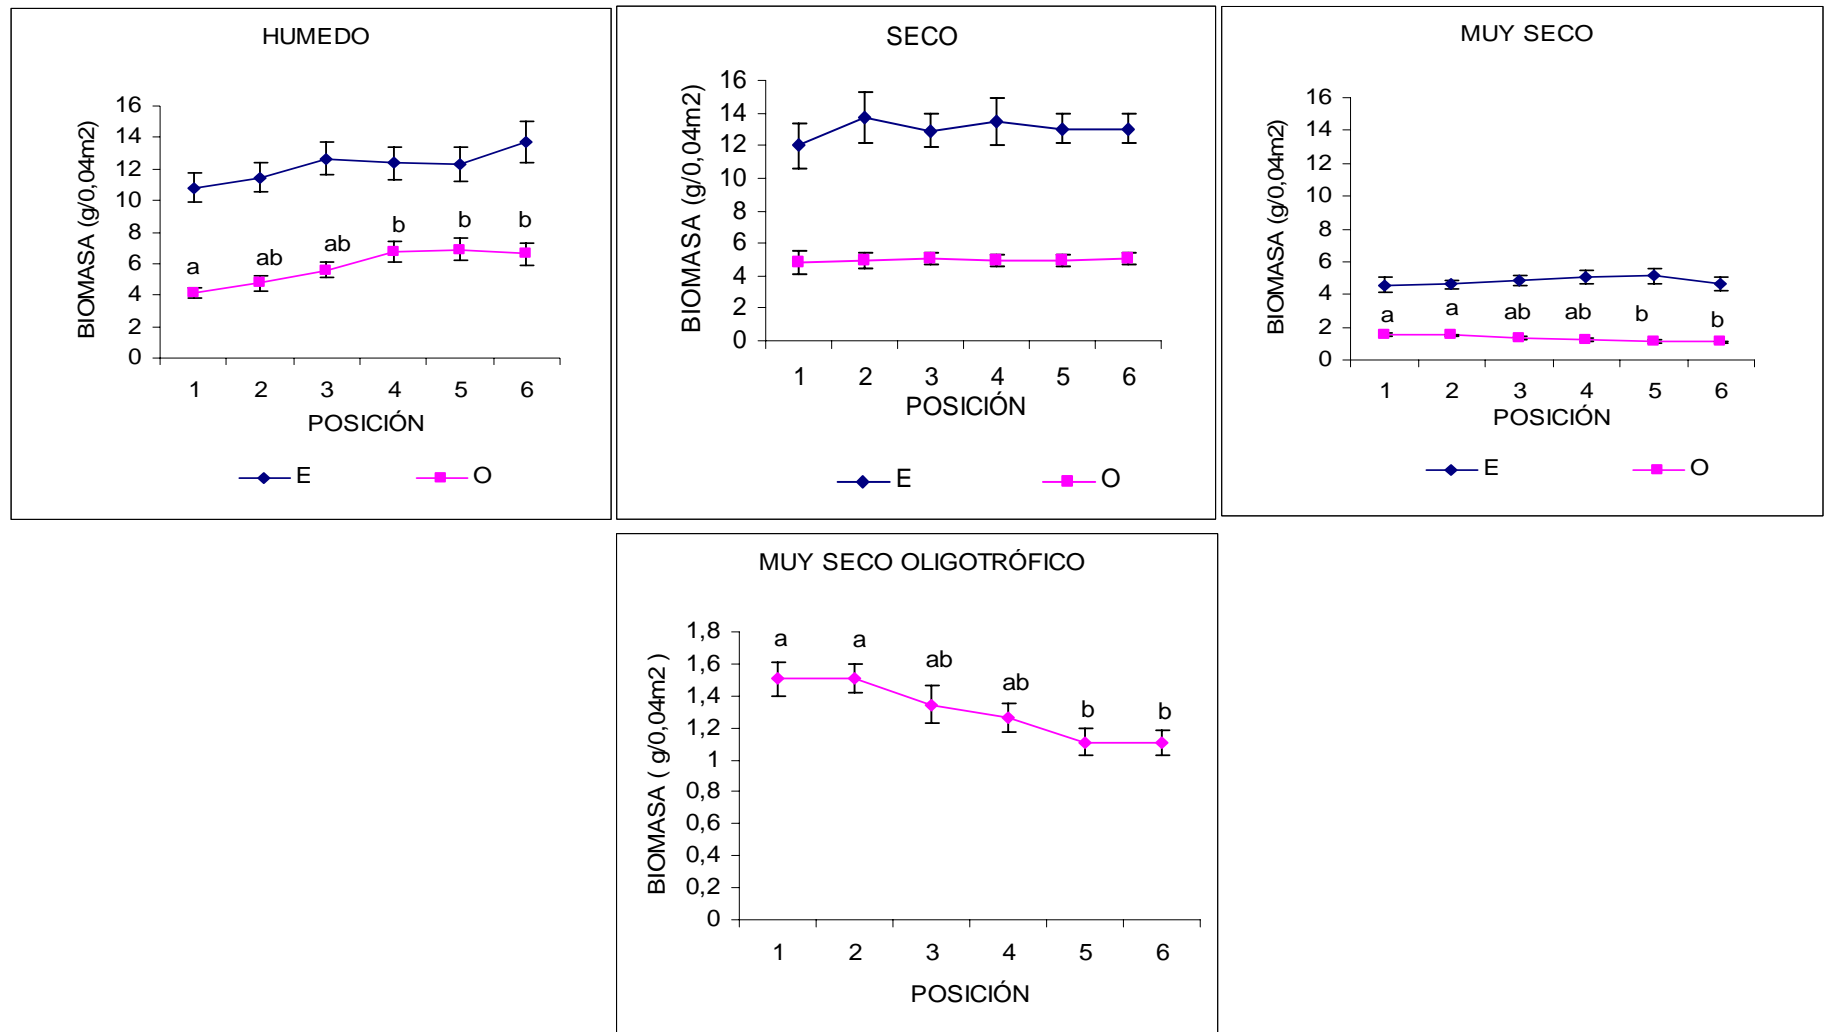 HUMEDO
BIOMASA (g/0,04m2)
16
14
12
10
8
6
4
2
0
a
ab
ab
b
b
b
1 2 3 4 5 6
POSICIÓN
E O
SECO
BIOMASA (g/0,04m2)
16
14
12
10
8
6
4
2
0
1 2 3 4 5 6
POSICIÓN
E O
MUY SECO
BIOMASA (g/0,04m2)
16
14
12
10
8
6
4
2
0
a
a
ab
ab
b
b
1 2 3 4 5 6
POSICIÓN
E O
MUY SECO OLIGOTRÓFICO
BIOMASA ( g/0,04m2 )
1,8
1,6
1,4
1,2
1
0,8
0,6
0,4
0,2
0
a
a
ab
ab
b
b
1 2 3 4 5 6
POSICIÓN